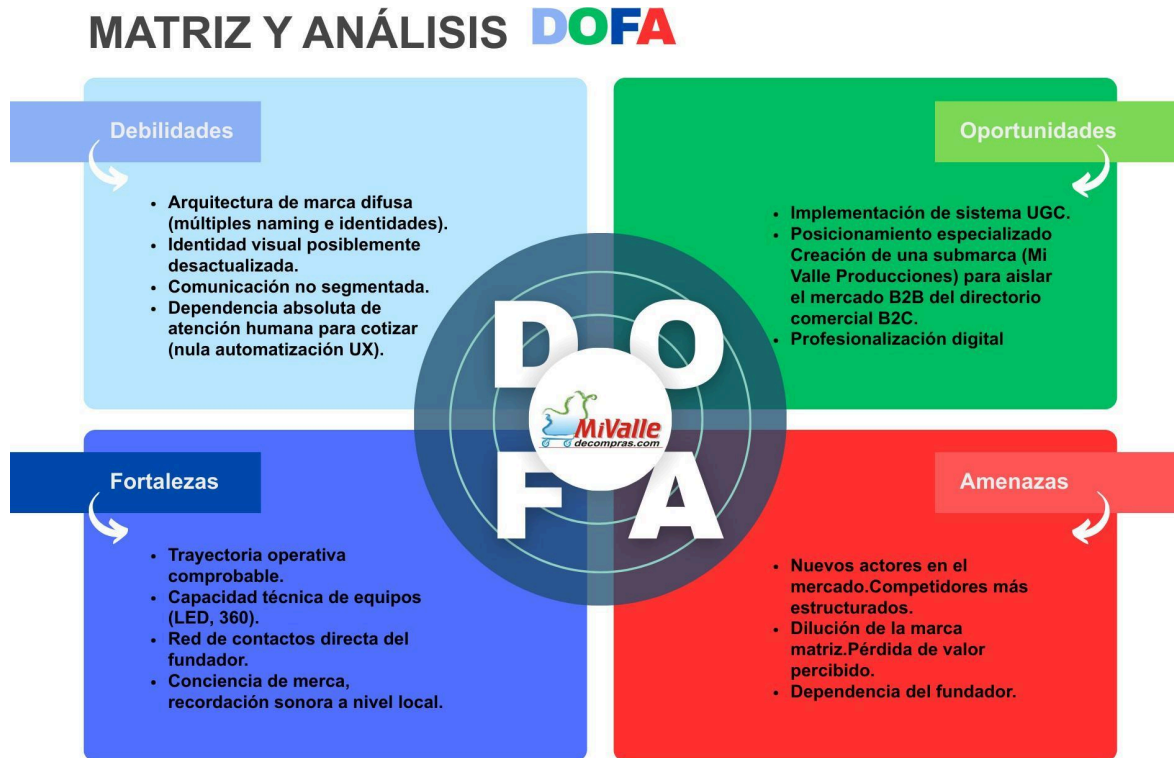 MATRIZ Y ANÁLISIS DOFA
Debilidades
• Arquitectura de marca difusa
(múltiples naming e identidades).
• Identidad visual posiblemente
desactualizada.
• Comunicación no segmentada.
• Dependencia absoluta de
atención humana para cotizar
(nula automatización UX).
Oportunidades
• Implementación de sistema UGC.
• Posicionamiento especializado
Creación de una submarca (Mi
Valle Producciones) para aislar
el mercado B2B del directorio
comercial B2C.
• Profesionalización digital
D O
MiValle
decompras.com
F A
Fortalezas
• Trayectoria operativa
comprobable.
• Capacidad técnica de equipos
(LED, 360).
• Red de contactos directa del
fundador.
• Conciencia de merca,
recordación sonora a nivel local.
Amenazas
• Nuevos actores en el
mercado.Competidores más
estructurados.
• Dilución de la marca
matriz.Pérdida de valor
percibido.
• Dependencia del fundador.